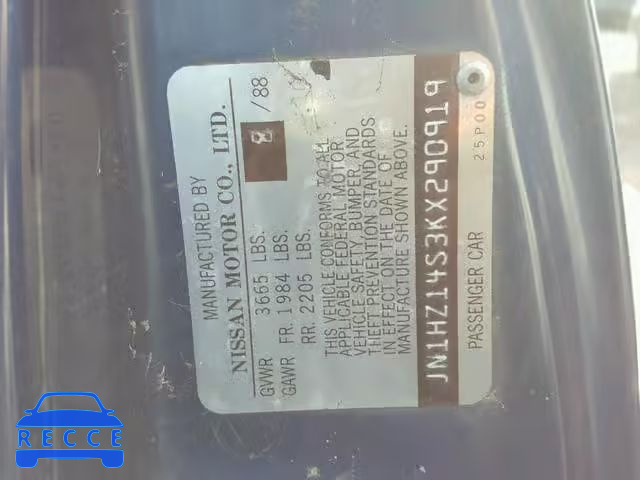 MANUFACTURED BY
NISSAN MOTOR CO., LTD.
8 / 88
GVWR 3665 LBS.
GAWR FR. 1984 LBS.
RR. 2205 LBS.
THIS VEHICLE CONFORMS TO ALL
APPLICABLE FEDERAL MOTOR
VEHICLE SAFETY, BUMPER, AND
THEFT PREVENTION STANDARDS
IN EFFECT ON THE DATE OF
MANUFACTURE SHOWN ABOVE.
JN1HZ14S3KX290919
PASSENGER CAR 25P00
RECCE